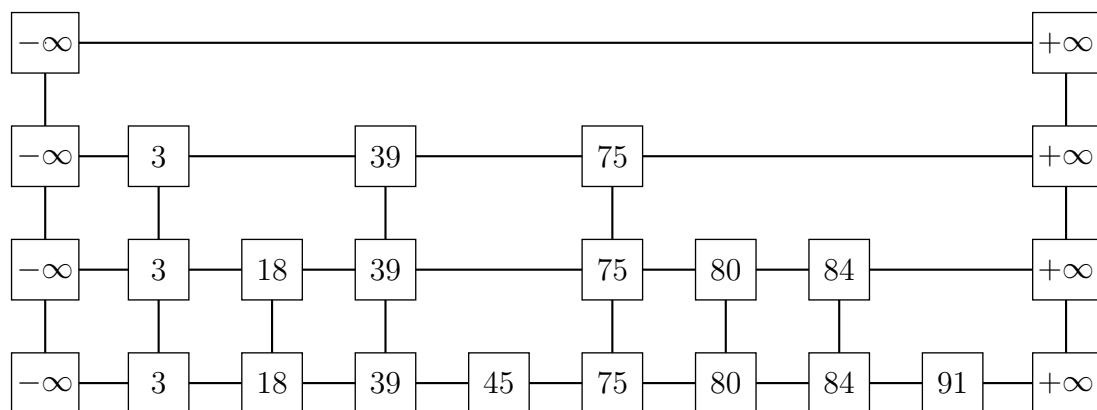 −∞ +∞
−∞ 3 39 75 +∞
−∞ 3 18 39 75 80 84 +∞
−∞ 3 18 39 45 75 80 84 91 +∞